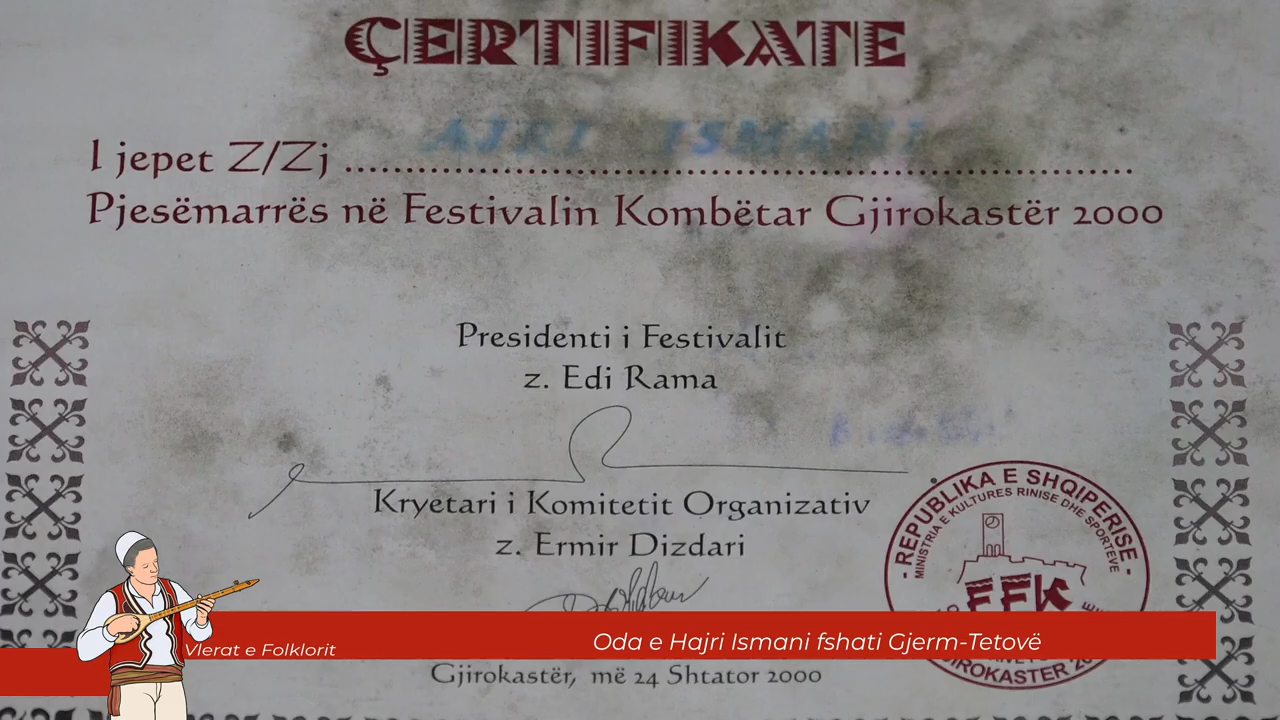 ÇERTIFIKATE
AJRI ISMANI
I jepet Z/Zj
Pjesëmarrës në Festivalin Kombëtar Gjirokastër 2000
Presidenti i Festivalit
z. Edi Rama
Kryetari i Komitetit Organizativ
z. Ermir Dizdari
- REPUBLIKA E SHQIPERISE -
MINISTRIA E KULTURES RINISE DHE SPORTEVE
FFK
Oda e Hajri Ismani fshati Gjerm-Tetovë
Vlerat e Folklorit
Gjirokastër, më 24 Shtator 2000